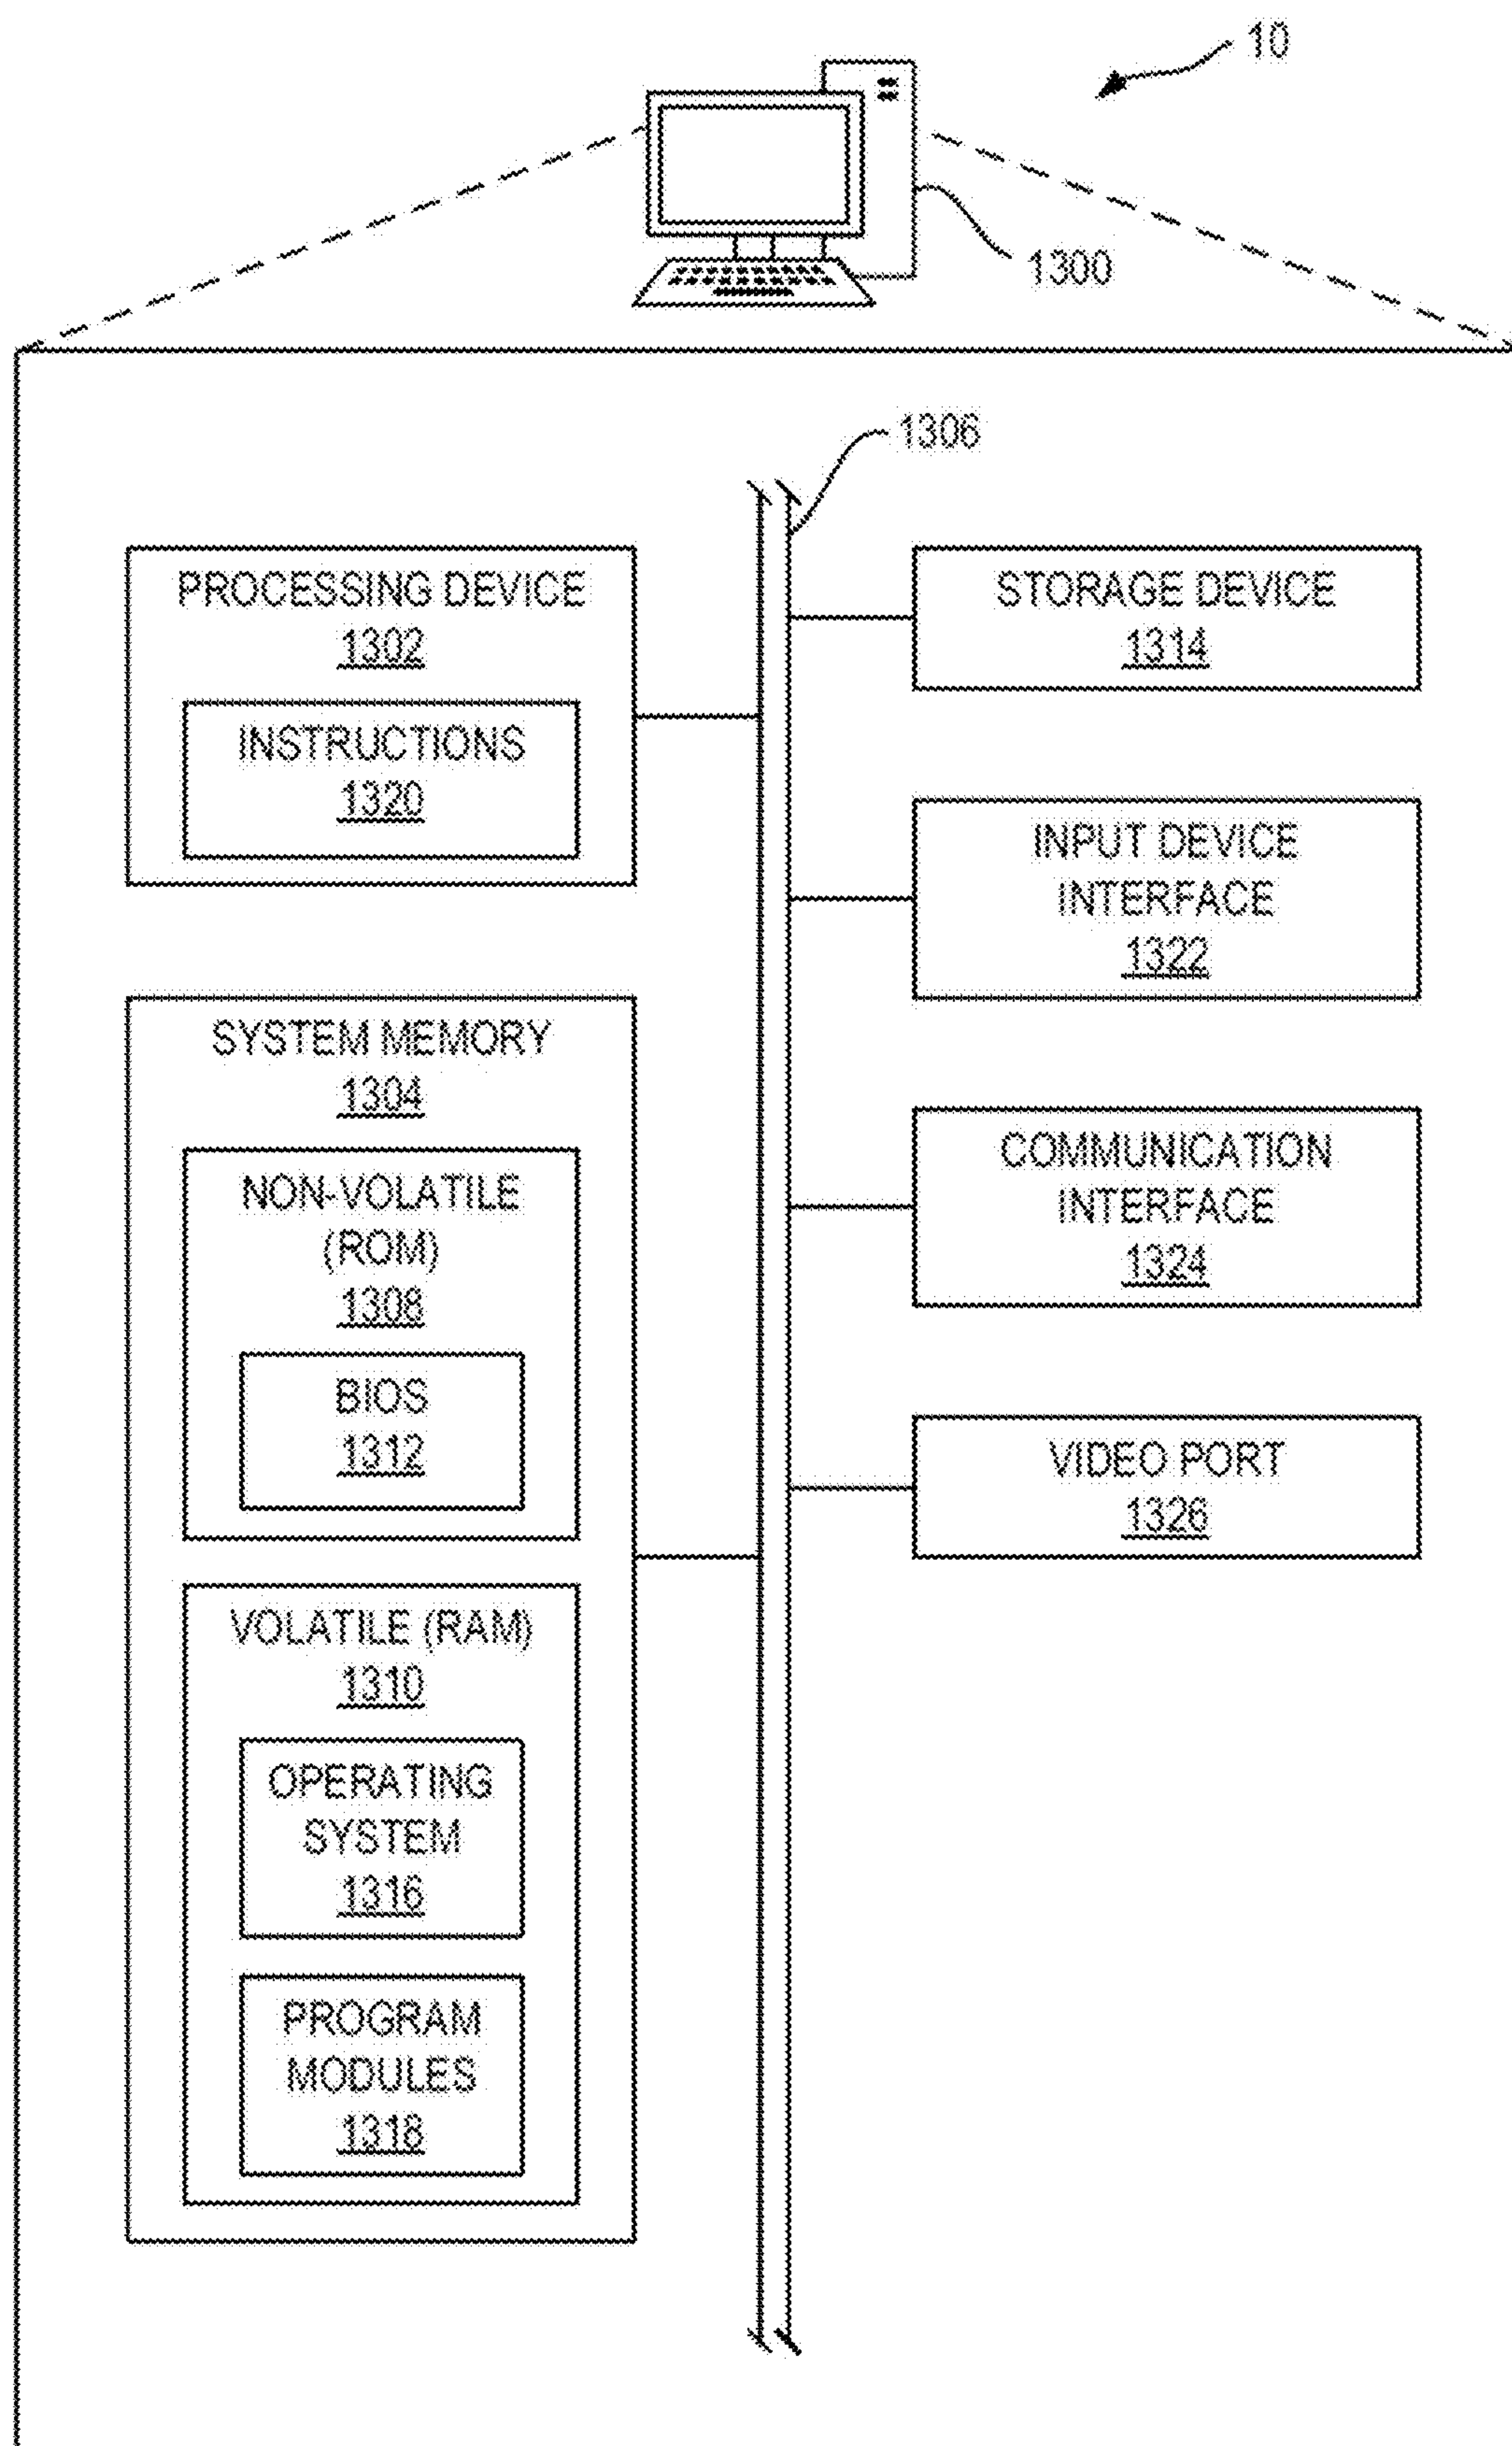 10
1300
1306
PROCESSING DEVICE
1302
INSTRUCTIONS
1320
SYSTEM MEMORY
1304
NON-VOLATILE
(ROM)
1308
BIOS
1312
VOLATILE (RAM)
1310
OPERATING
SYSTEM
1316
PROGRAM
MODULES
1318
STORAGE DEVICE
1314
INPUT DEVICE
INTERFACE
1322
COMMUNICATION
INTERFACE
1324
VIDEO PORT
1326